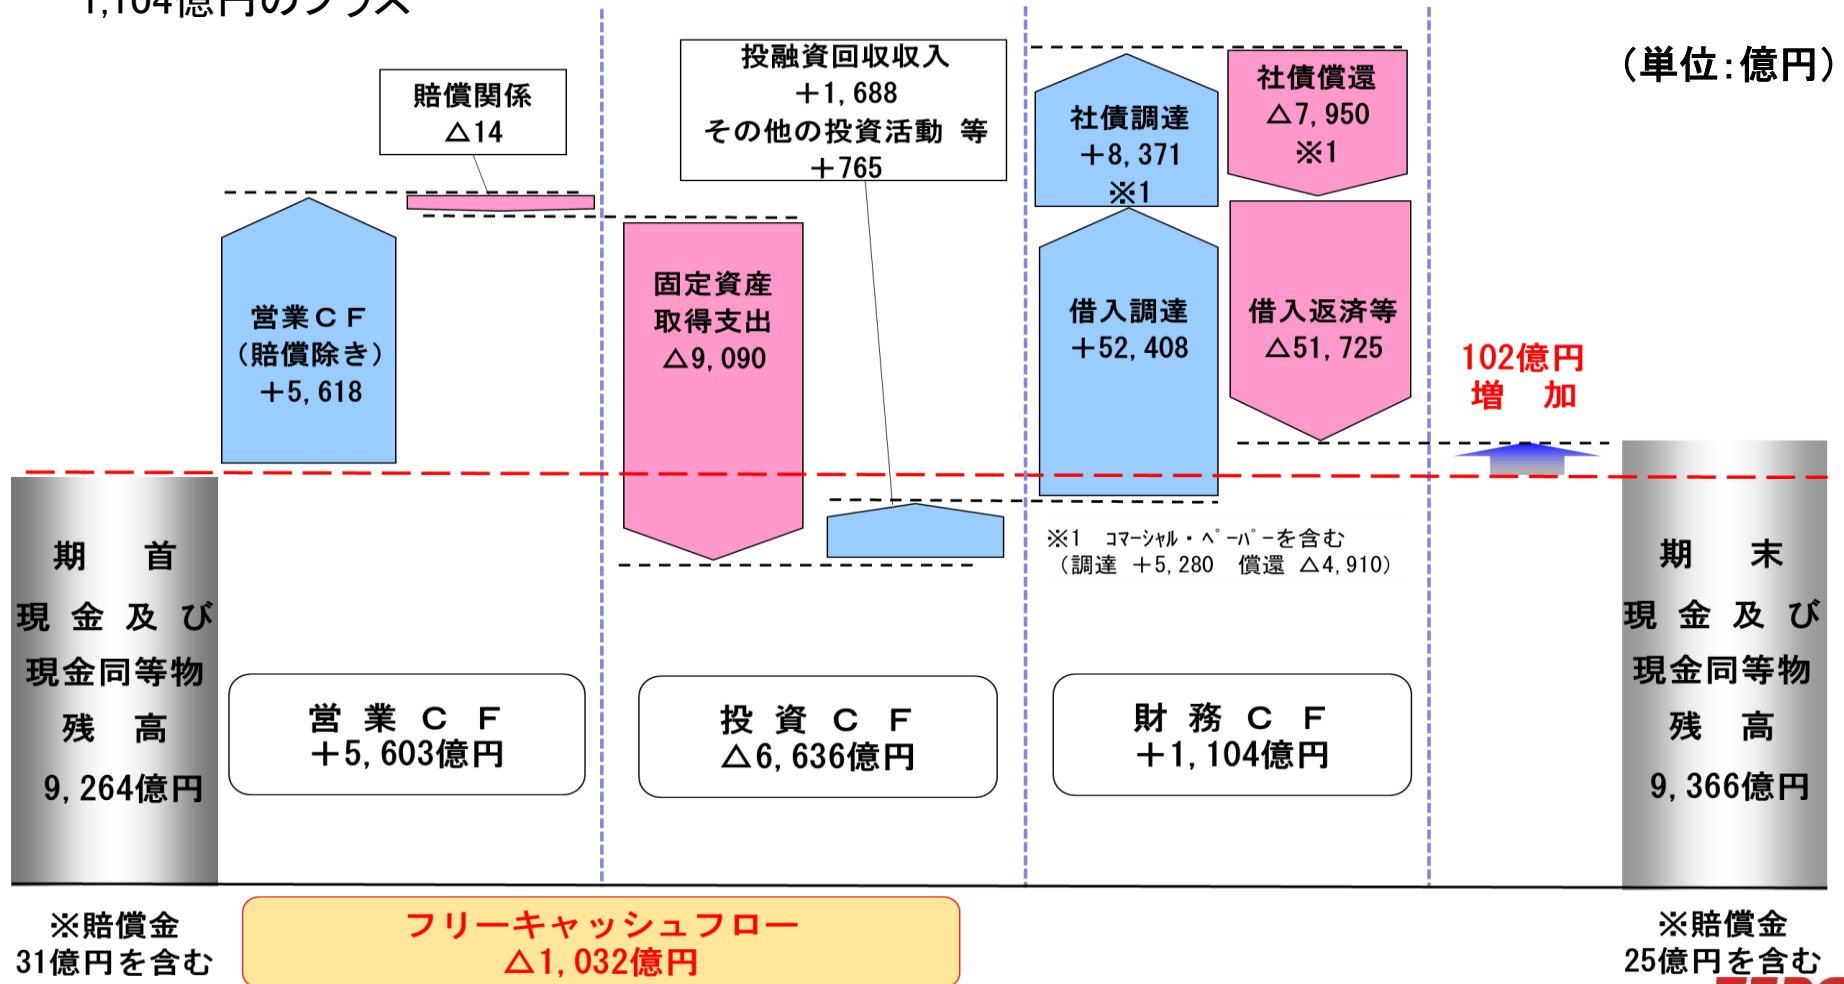 1,104億円のプラス
(単位:億円)
賠償関係
△14
投融資回収収入
＋1,688
その他の投資活動 等
＋765
社債調達
＋8,371
※1
社債償還
△7,950
※1
営業ＣＦ
(賠償除き)
＋5,618
固定資産
取得支出
△9,090
借入調達
＋52,408
借入返済等
△51,725
102億円
増 加
※1 ｺﾏｰｼｬﾙ・ﾍﾟｰﾊﾟｰを含む
(調達 ＋5,280 償還 △4,910)
期 首
現 金 及 び
現金同等物
残 高
9,264億円
期 末
現 金 及 び
現金同等物
残 高
9,366億円
営 業 Ｃ Ｆ
＋5,603億円
投 資 Ｃ Ｆ
△6,636億円
財 務 Ｃ Ｆ
＋1,104億円
※賠償金
31億円を含む
フリーキャッシュフロー
△1,032億円
※賠償金
25億円を含む